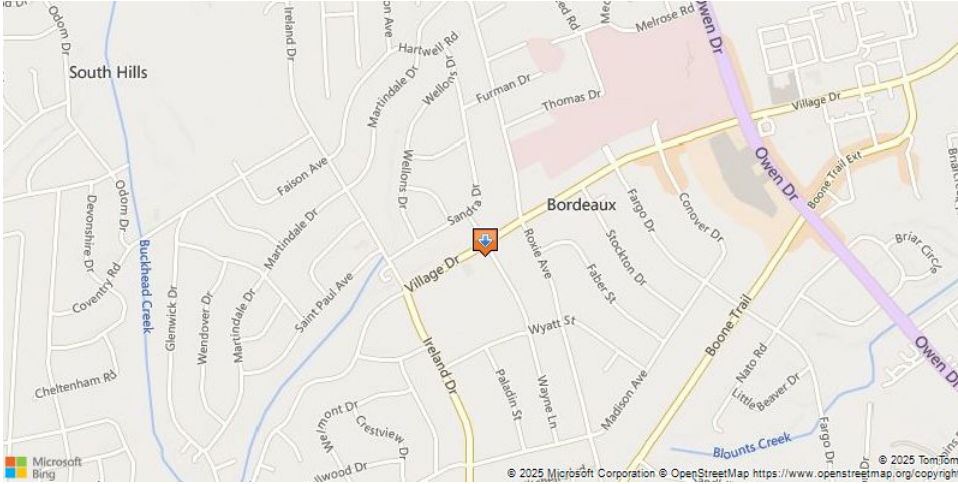 Odom Dr
Ireland Dr
Melrose Rd
Owen Dr
Hartwell Rd
South Hills
Martindale Dr
Wellons Dr
Furman Dr
Thomas Dr
Village Dr
Owen Dr
Boone Trail Ext
Faison Ave
Wellons Dr
Odom Dr
Devonshire Dr
Sandra Dr
Bordeaux
Fargo Dr
Conover Dr
Martindale Dr
Buckhead Creek
Coventry Rd
Village Dr
Roxie Ave
Stockton Dr
Faber St
Briar Circle
Saint Paul Ave
Glenwick Dr
Wendover Dr
Martindale Dr
Wyatt St
Boone Trail
Ireland Dr
Owen Dr
Cheltenham Rd
Paladin St
Wayne Ln
Madison Ave
Nato Rd
Little Beaver Dr
Welmont Dr
Crestview Dr
Fargo Dr
Blounts Creek
Microsoft
Bing
© 2025 TomTom
© 2025 Microsoft Corporation © OpenStreetMap https://www.openstreetmap.org/copyright